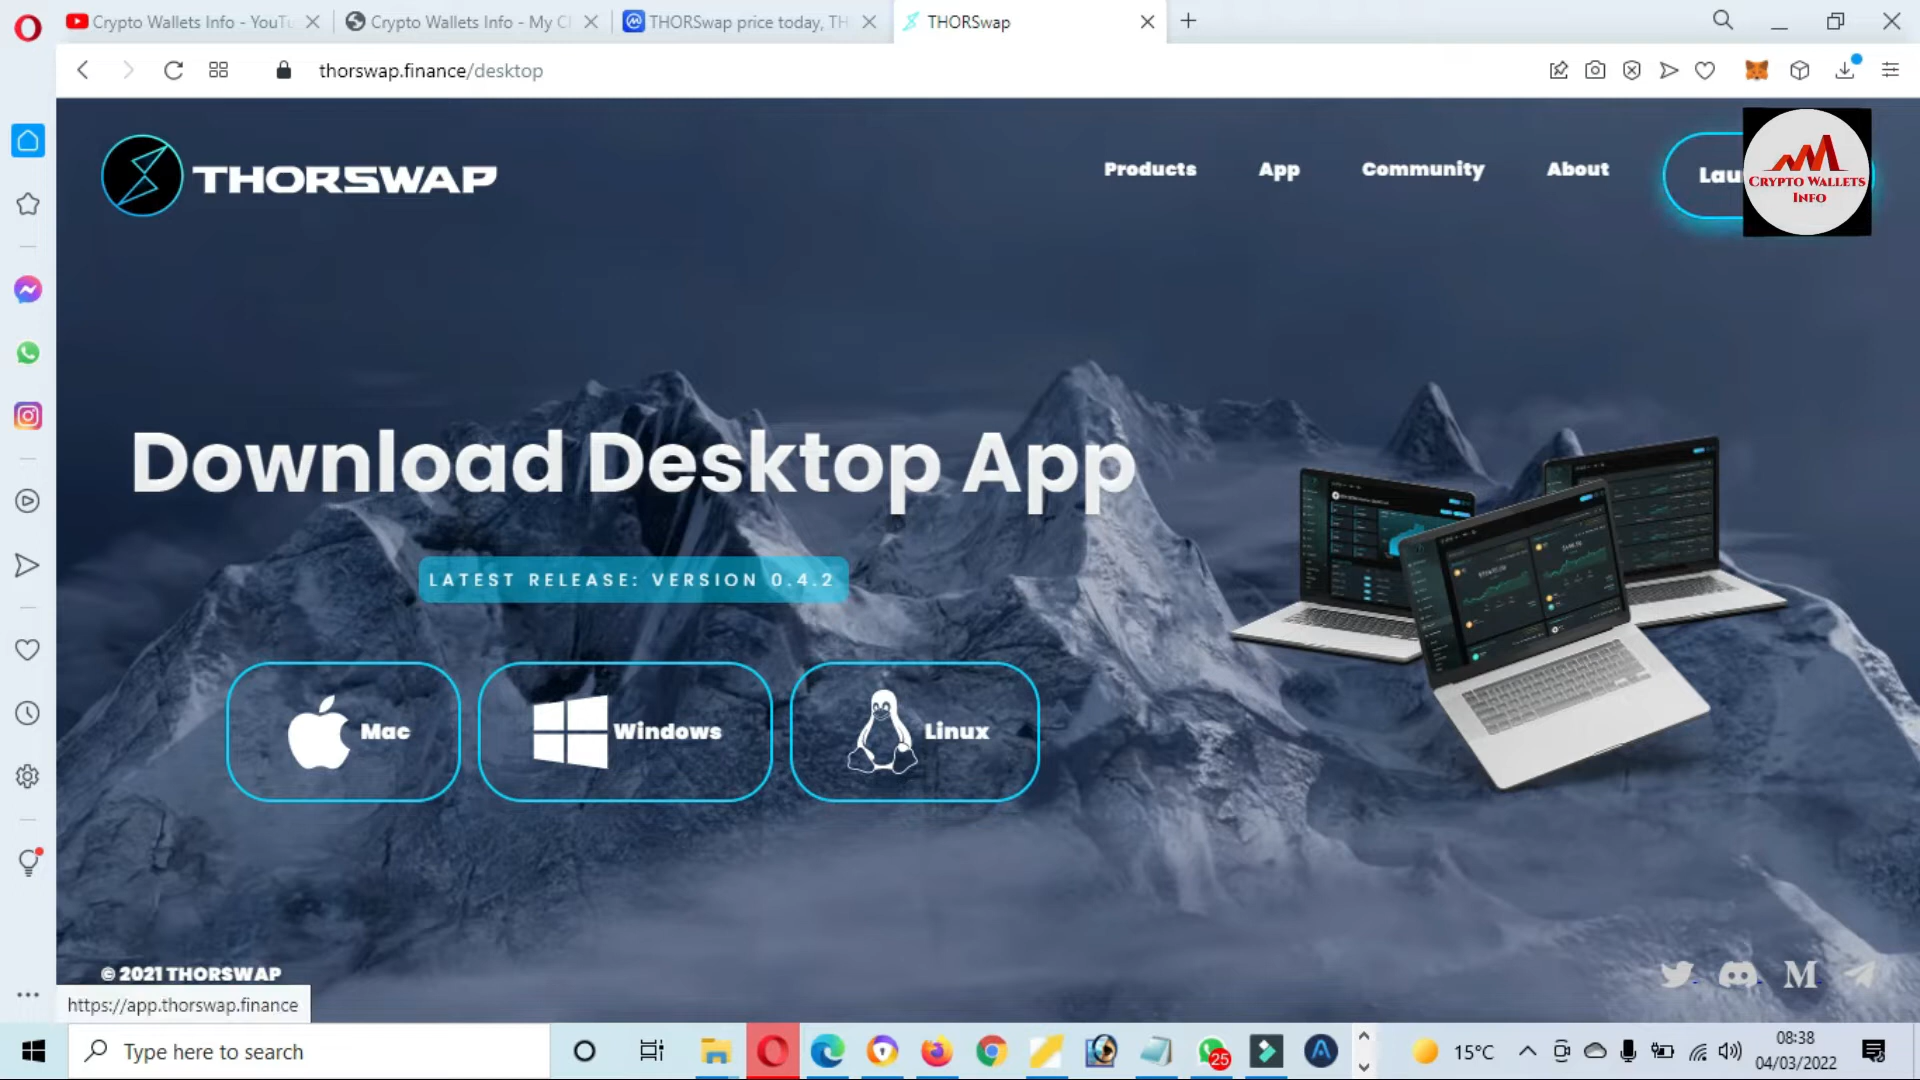 Crypto Wallets Info - YouTu
Crypto Wallets Info - My C
THORSwap price today, TH
THORSwap
thorswap.finance/desktop
THORSWAP
Products
App
Community
About
Lau
CRYPTO WALLETS
INFO
Download Desktop App
LATEST RELEASE: VERSION 0.4.2
Mac
Windows
Linux
© 2021 THORSWAP
https://app.thorswap.finance
Type here to search
25
15°C
08:38
04/03/2022